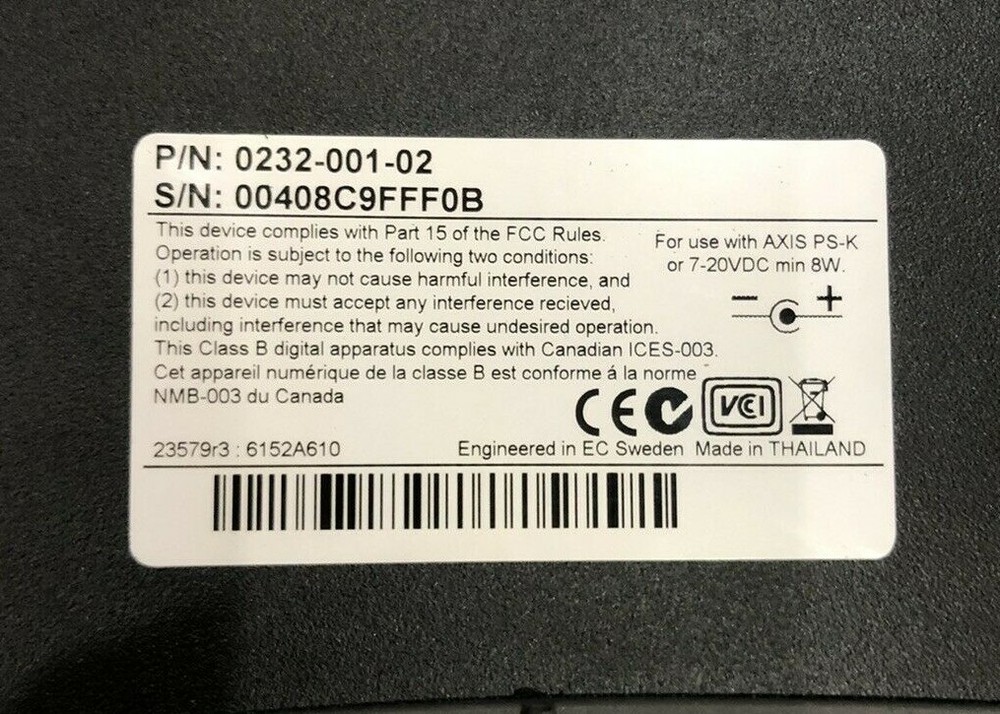 P/N: 0232-001-02
S/N: 00408C9FFF0B
This device complies with Part 15 of the FCC Rules.
Operation is subject to the following two conditions:
(1) this device may not cause harmful interference, and
(2) this device must accept any interference recieved,
including interference that may cause undesired operation.
This Class B digital apparatus complies with Canadian ICES-003.
Cet appareil numérique de la classe B est conforme á la norme
NMB-003 du Canada
For use with AXIS PS-K
or 7-20VDC min 8W.
- +
CE VCI
23579r3 : 6152A610 Engineered in EC Sweden Made in THAILAND